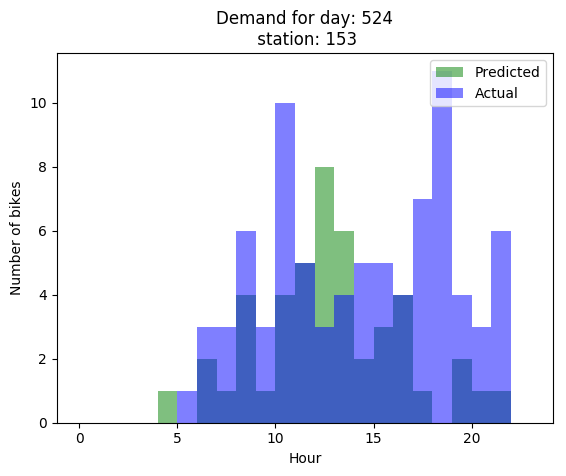 Demand for day: 524
station: 153
Predicted
Actual
Number of bikes
10
8
6
4
2
0
0 5 10 15 20
Hour